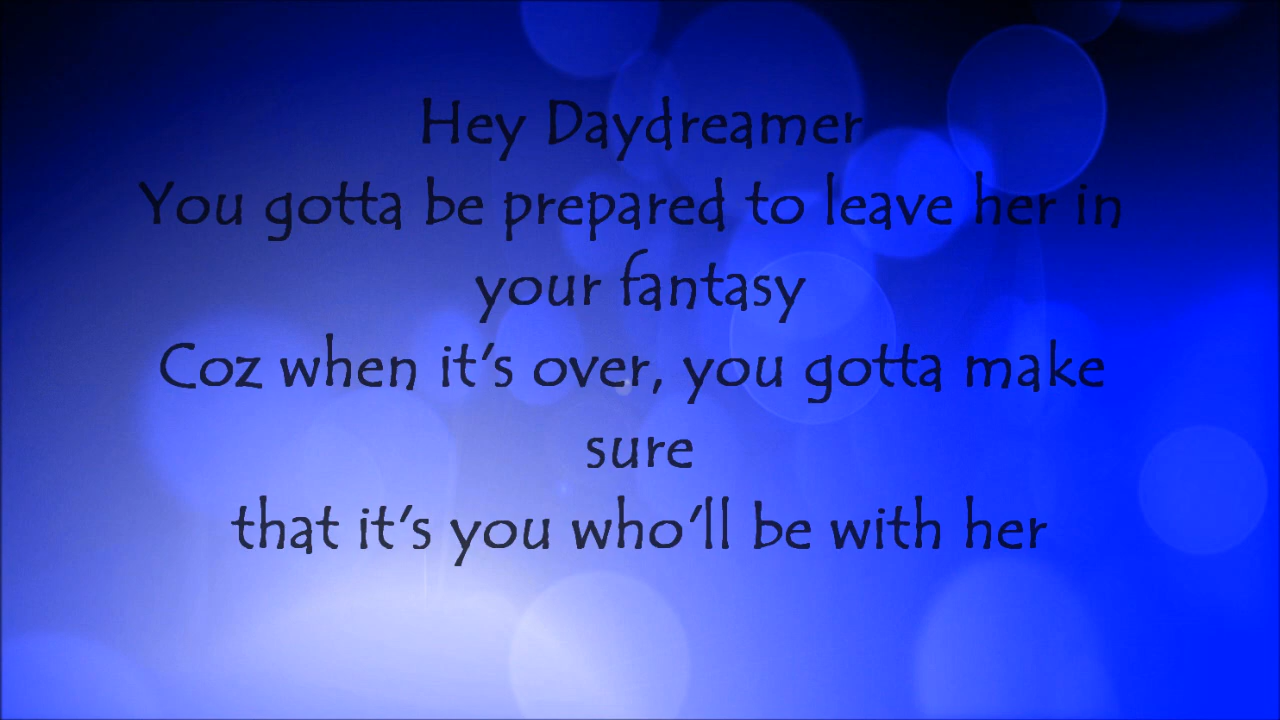 Hey Daydreamer
You gotta be prepared to leave her in
your fantasy
Coz when it's over, you gotta make
sure
that it's you who'll be with her